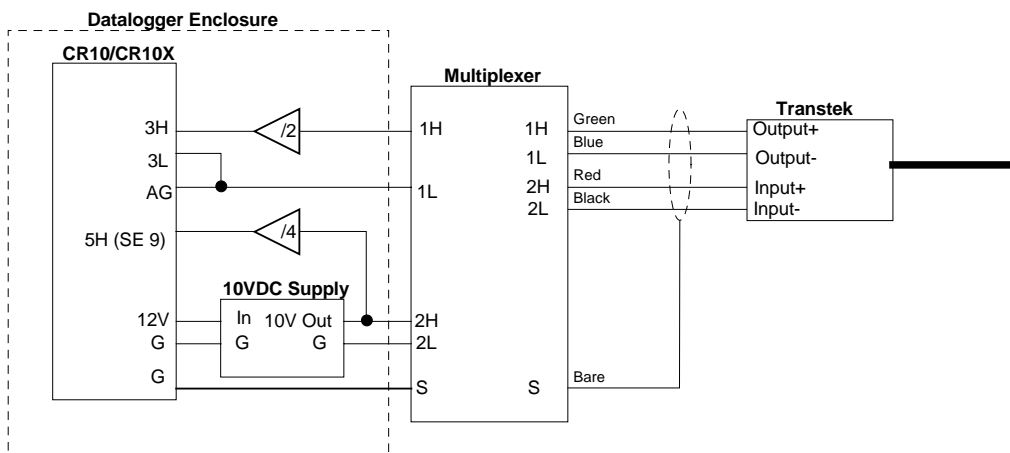 Datalogger Enclosure
CR10/CR10X
Multiplexer
Transtek
3H
/2
1H
1H
Green
Output+
3L
Blue
1L
Output-
AG
1L
Red
2H
Input+
Black
2L
Input-
5H (SE 9)
/4
10VDC Supply
12V
In
10V Out
2H
G
G
G
2L
G
S
S
Bare